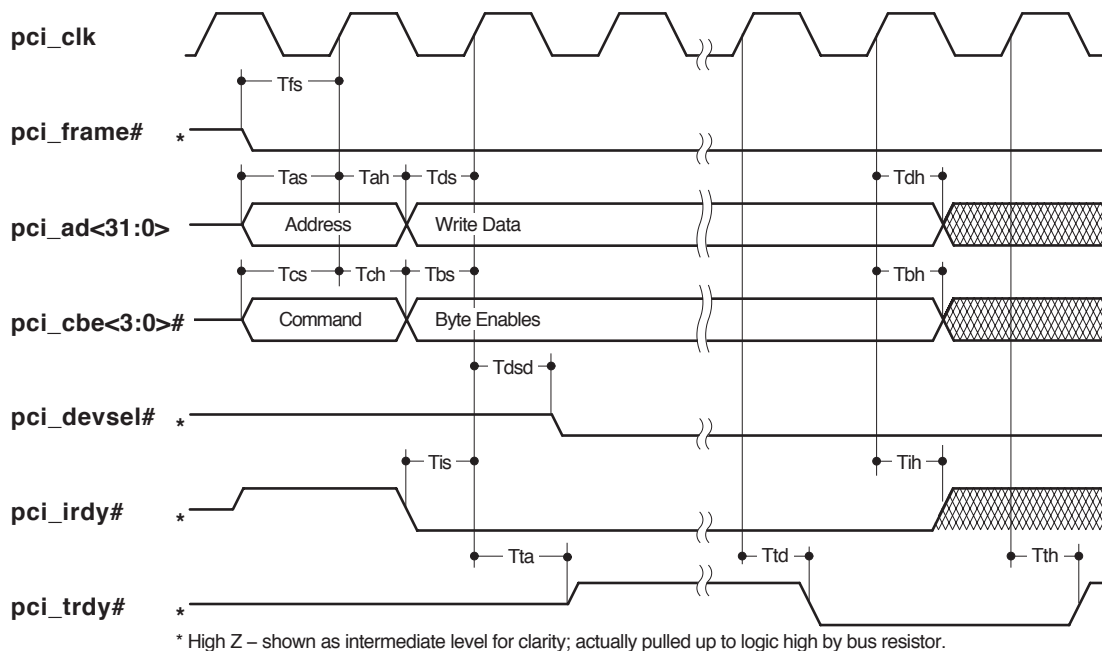 pci_clk
Tfs
pci_frame# *
Tas Tah Tds Tdh
pci_ad<31:0> Address Write Data
Tcs Tch Tbs Tbh
pci_cbe<3:0># Command Byte Enables
Tdsd
pci_devsel# *
Tis Tih
pci_irdy# *
Tta Ttd Tth
pci_trdy# *
* High Z – shown as intermediate level for clarity; actually pulled up to logic high by bus resistor.